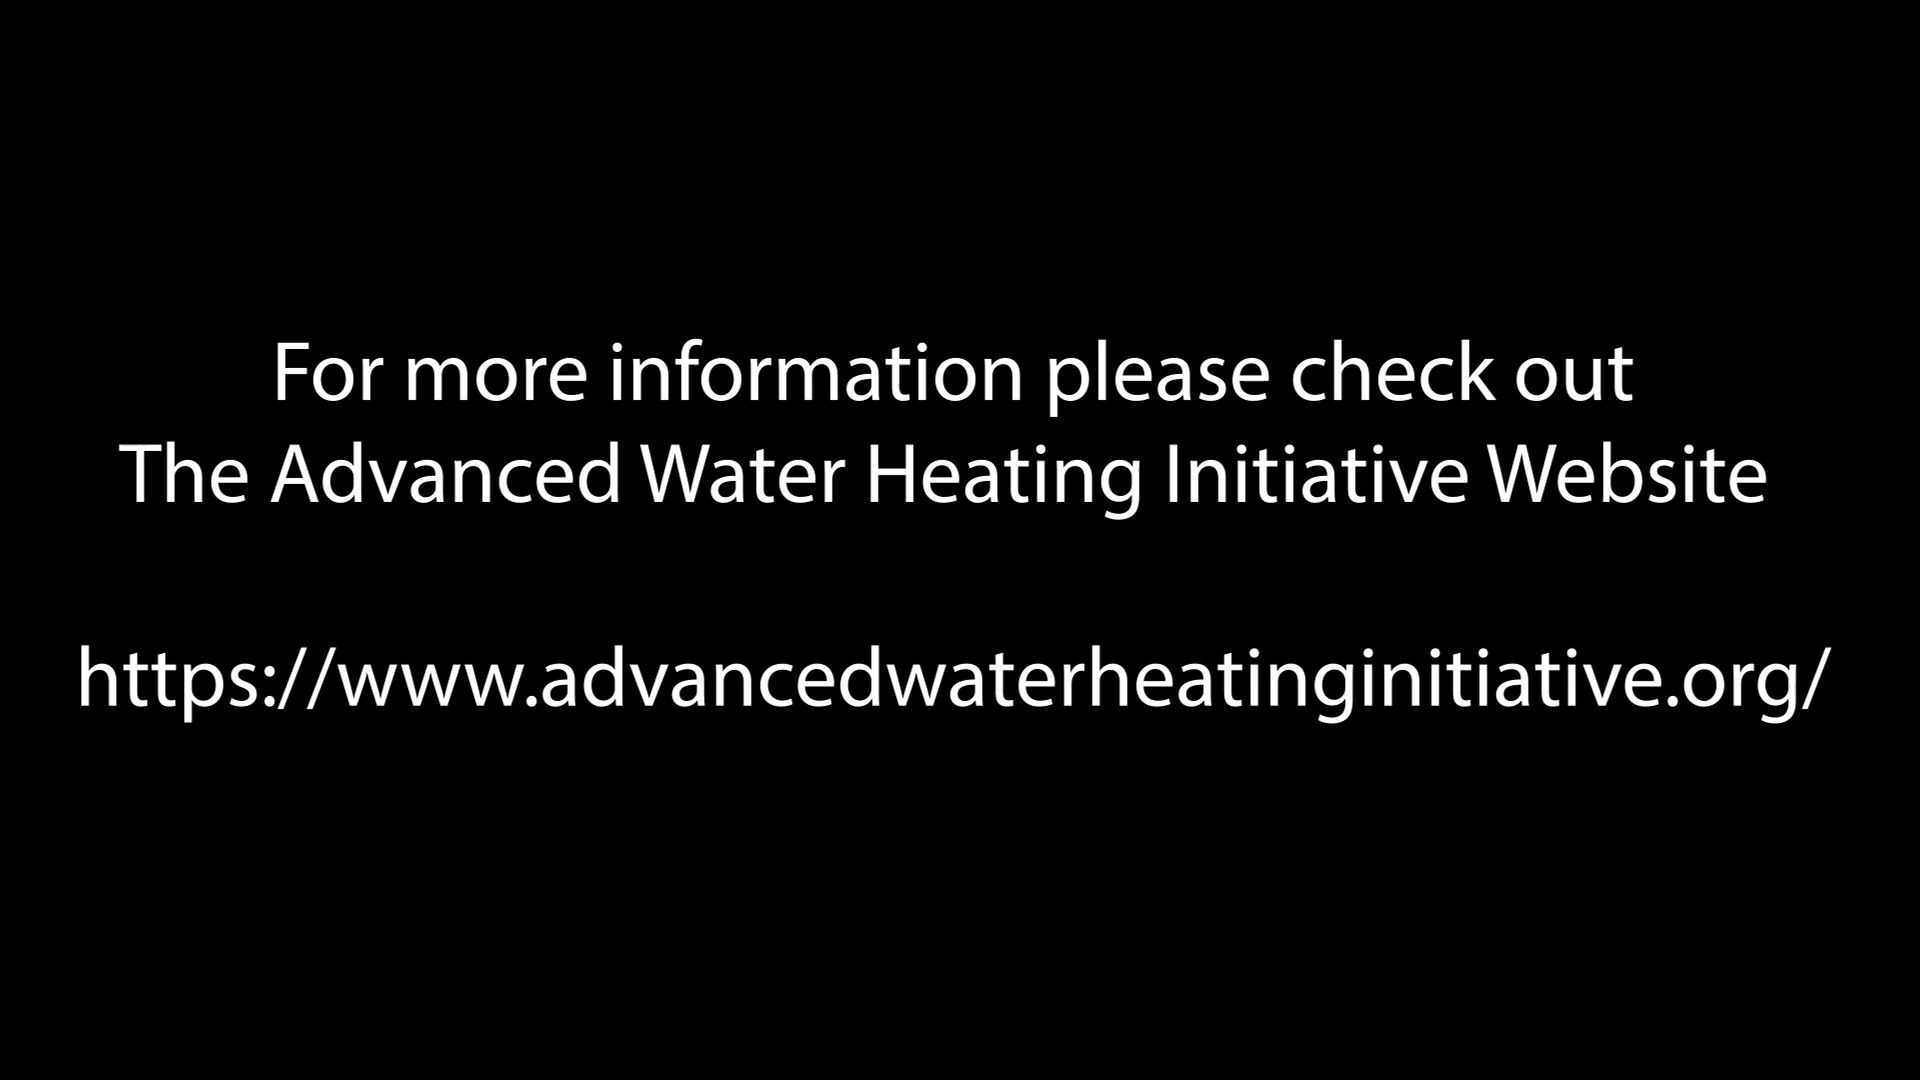 For more information please check out
The Advanced Water Heating Initiative Website
https://www.advancedwaterheatinginitiative.org/